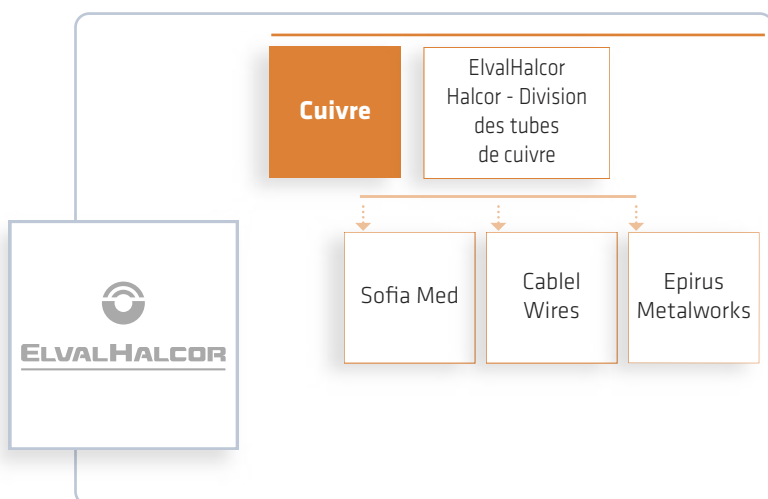 Cuivre
ElvalHalcor
Halcor - Division
des tubes
de cuivre
Sofia Med
Cablel
Wires
Epirus
Metalworks
ELVALHALCOR